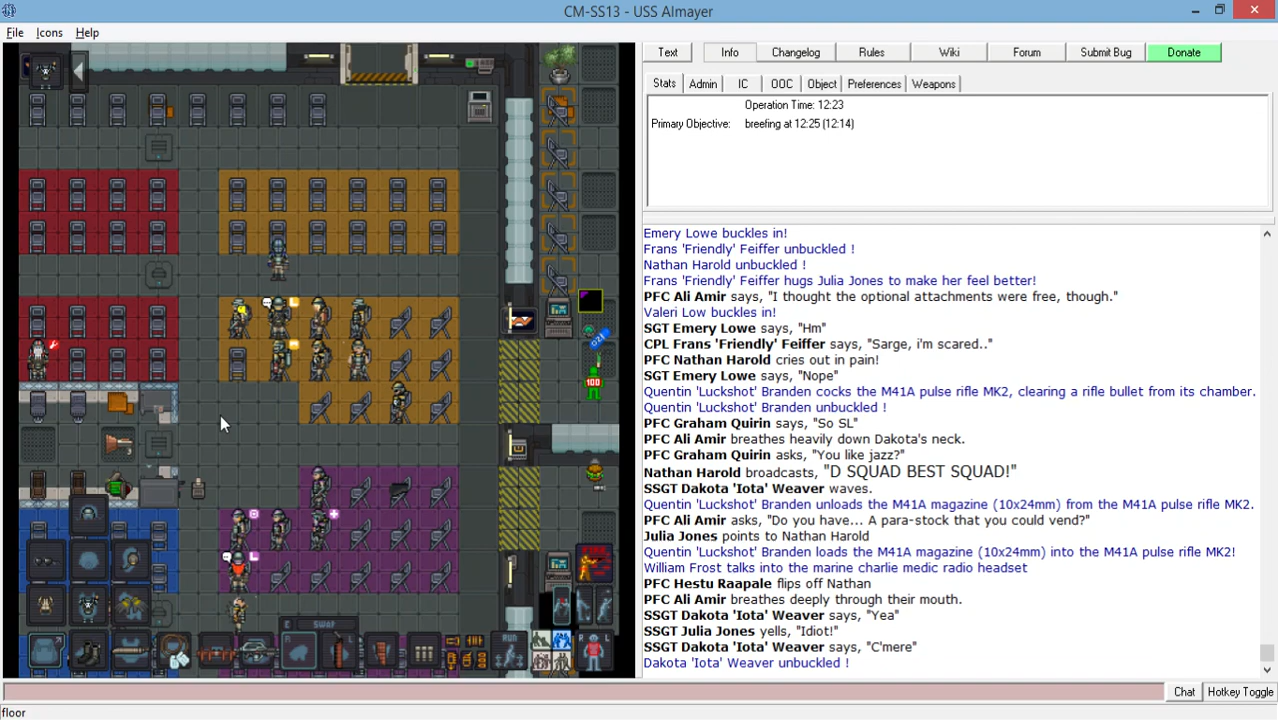 CM-SS13 - USS Almayer
File Icons Help
Text Info Changelog Rules Wiki Forum Submit Bug Donate
Stats Admin IC OOC Object Preferences Weapons
Operation Time: 12:23
Primary Objective: breefing at 12:25 (12:14)
Emery Lowe buckles in!
Frans 'Friendly' Feiffer unbuckled !
Nathan Harold unbuckled !
Frans 'Friendly' Feiffer hugs Julia Jones to make her feel better!
PFC Ali Amir says, "I thought the optional attachments were free, though."
Valeri Low buckles in!
SGT Emery Lowe says, "Hm"
CPL Frans 'Friendly' Feiffer says, "Sarge, i'm scared.."
PFC Nathan Harold cries out in pain!
SGT Emery Lowe says, "Nope"
Quentin 'Luckshot' Branden cocks the M41A pulse rifle MK2, clearing a rifle bullet from its chamber.
Quentin 'Luckshot' Branden unbuckled !
PFC Graham Quirin says, "So SL"
PFC Ali Amir breathes heavily down Dakota's neck.
PFC Graham Quirin asks, "You like jazz?"
Nathan Harold broadcasts, "D SQUAD BEST SQUAD!"
SSGT Dakota 'Iota' Weaver waves.
Quentin 'Luckshot' Branden unloads the M41A magazine (10x24mm) from the M41A pulse rifle MK2.
PFC Ali Amir asks, "Do you have... A para-stock that you could vend?"
Julia Jones points to Nathan Harold
Quentin 'Luckshot' Branden loads the M41A magazine (10x24mm) into the M41A pulse rifle MK2!
William Frost talks into the marine charlie medic radio headset
PFC Hestu Raapale flips off Nathan
PFC Ali Amir breathes deeply through their mouth.
SSGT Dakota 'Iota' Weaver says, "Yea"
SSGT Julia Jones yells, "Idiot!"
SSGT Dakota 'Iota' Weaver says, "C'mere"
Dakota 'Iota' Weaver unbuckled !
100
SWAP
RUN
Chat Hotkey Toggle
floor